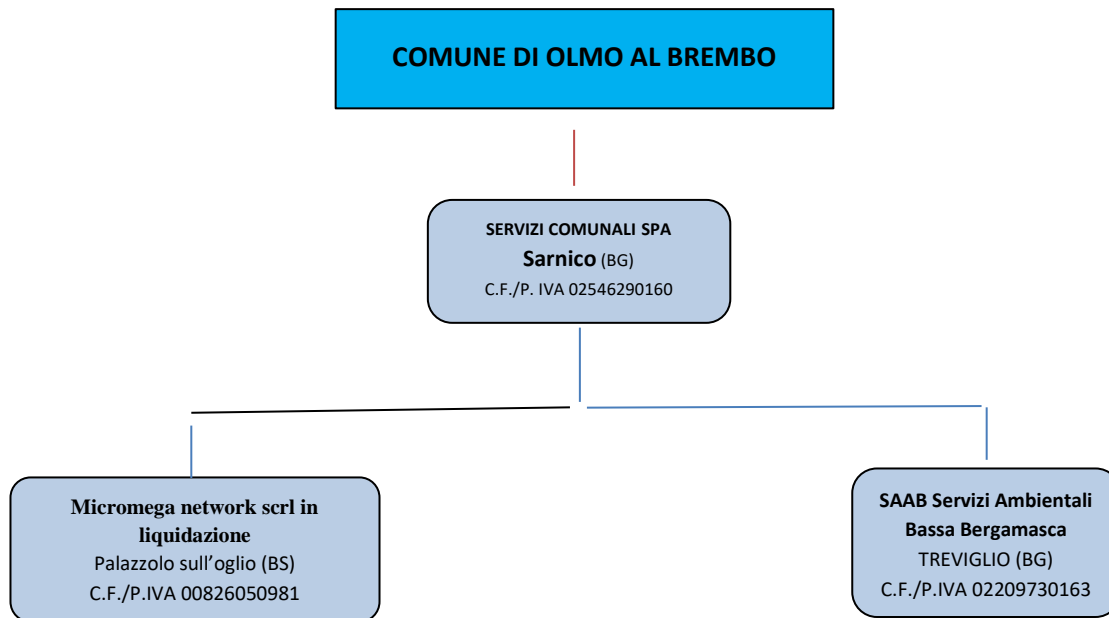 COMUNE DI OLMO AL BREMBO
SERVIZI COMUNALI SPA
Sarnico (BG)
C.F./P. IVA 02546290160
Micromega network scrl in
liquidazione
Palazzolo sull’oglio (BS)
C.F./P.IVA 00826050981
SAAB Servizi Ambientali
Bassa Bergamasca
TREVIGLIO (BG)
C.F./P.IVA 02209730163